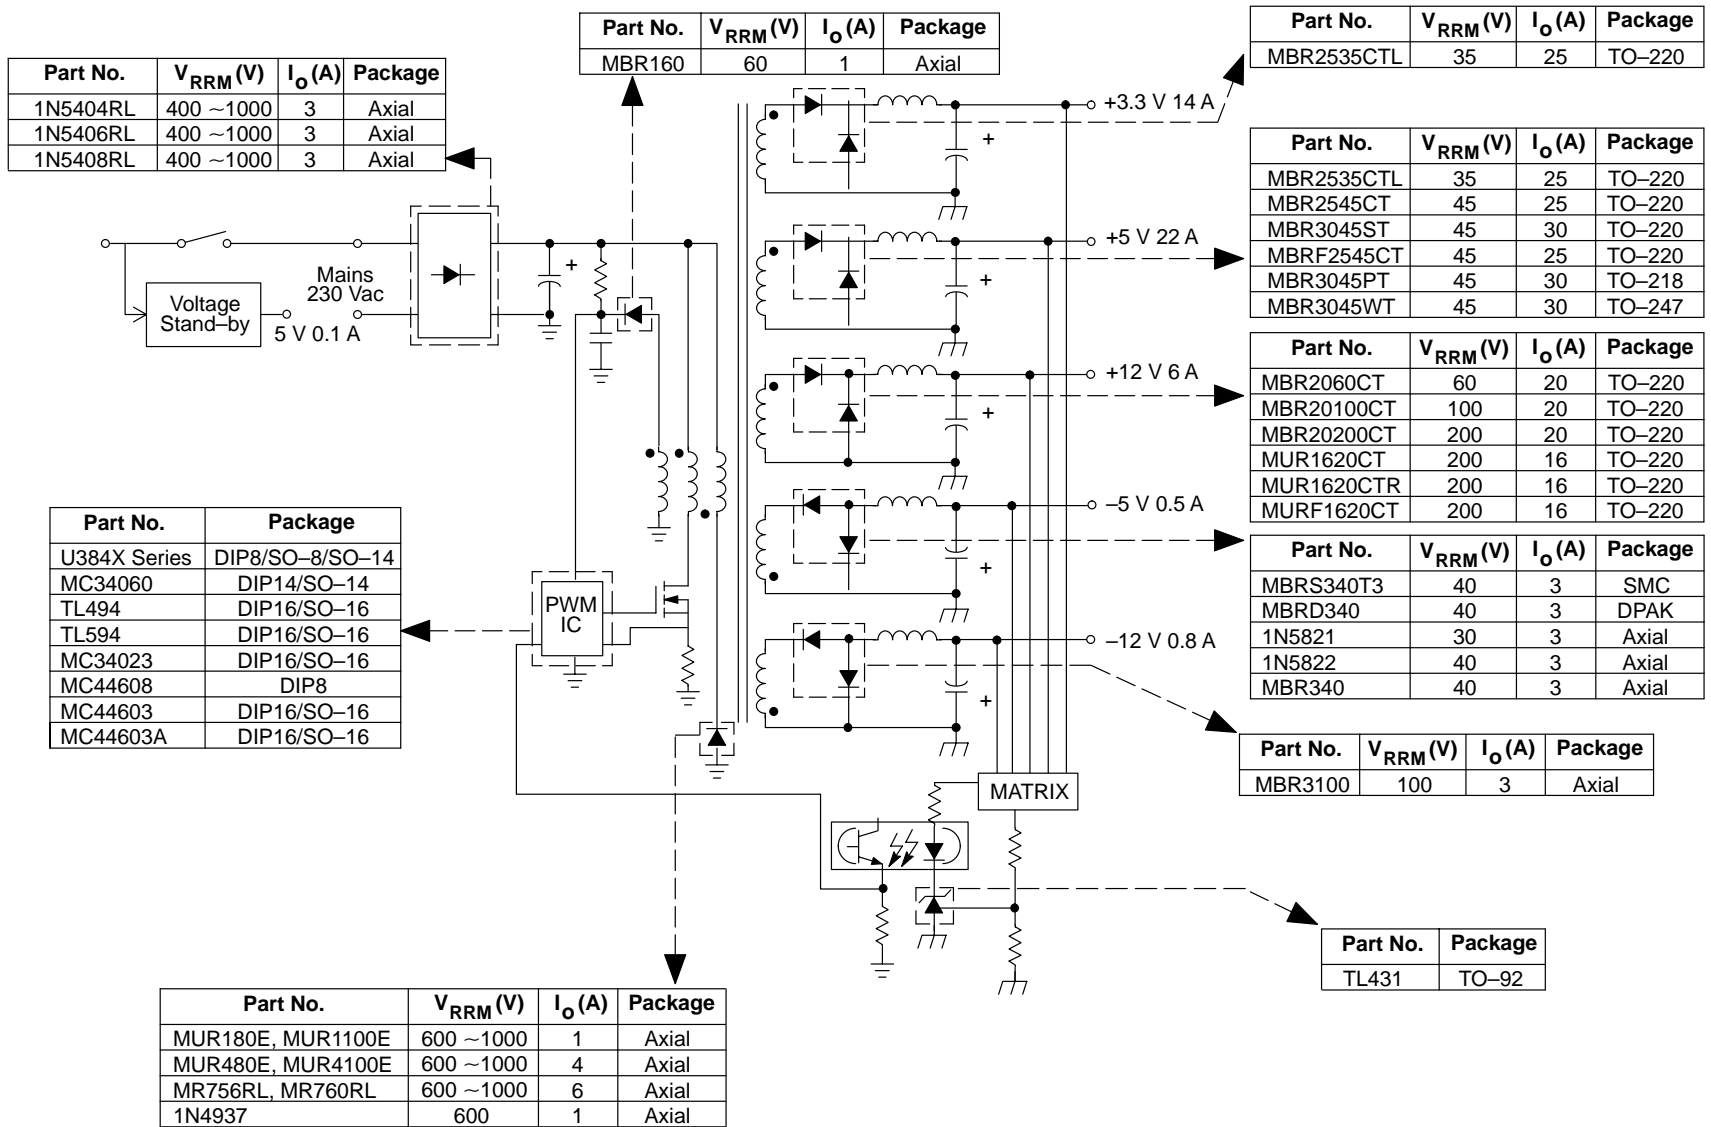 Part No. V RRM (V) I o (A) Package
MBR160 60 1 Axial
Part No. V RRM (V) I o (A) Package
MBR2535CTL 35 25 TO–220
Part No. V RRM (V) I o (A) Package
1N5404RL 400 ~1000 3 Axial
1N5406RL 400 ~1000 3 Axial
1N5408RL 400 ~1000 3 Axial
+3.3 V 14 A
+
Part No. V RRM (V) I o (A) Package
MBR2535CTL 35 25 TO–220
MBR2545CT 45 25 TO–220
MBR3045ST 45 30 TO–220
MBRF2545CT 45 25 TO–220
MBR3045PT 45 30 TO–218
MBR3045WT 45 30 TO–247
+5 V 22 A
+
Mains
230 Vac
+
Voltage
Stand–by
5 V 0.1 A
Part No. V RRM (V) I o (A) Package
MBR2060CT 60 20 TO–220
MBR20100CT 100 20 TO–220
MBR20200CT 200 20 TO–220
MUR1620CT 200 16 TO–220
MUR1620CTR 200 16 TO–220
MURF1620CT 200 16 TO–220
+12 V 6 A
+
–5 V 0.5 A
+
Part No. V RRM (V) I o (A) Package
MBRS340T3 40 3 SMC
MBRD340 40 3 DPAK
1N5821 30 3 Axial
1N5822 40 3 Axial
MBR340 40 3 Axial
Part No. Package
U384X Series DIP8/SO–8/SO–14
MC34060 DIP14/SO–14
TL494 DIP16/SO–16
TL594 DIP16/SO–16
MC34023 DIP16/SO–16
MC44608 DIP8
MC44603 DIP16/SO–16
MC44603A DIP16/SO–16
PWM
IC
–12 V 0.8 A
+
Part No. V RRM (V) I o (A) Package
MBR3100 100 3 Axial
MATRIX
Part No. Package
TL431 TO–92
Part No. V RRM (V) I o (A) Package
MUR180E, MUR1100E 600 ~1000 1 Axial
MUR480E, MUR4100E 600 ~1000 4 Axial
MR756RL, MR760RL 600 ~1000 6 Axial
1N4937 600 1 Axial